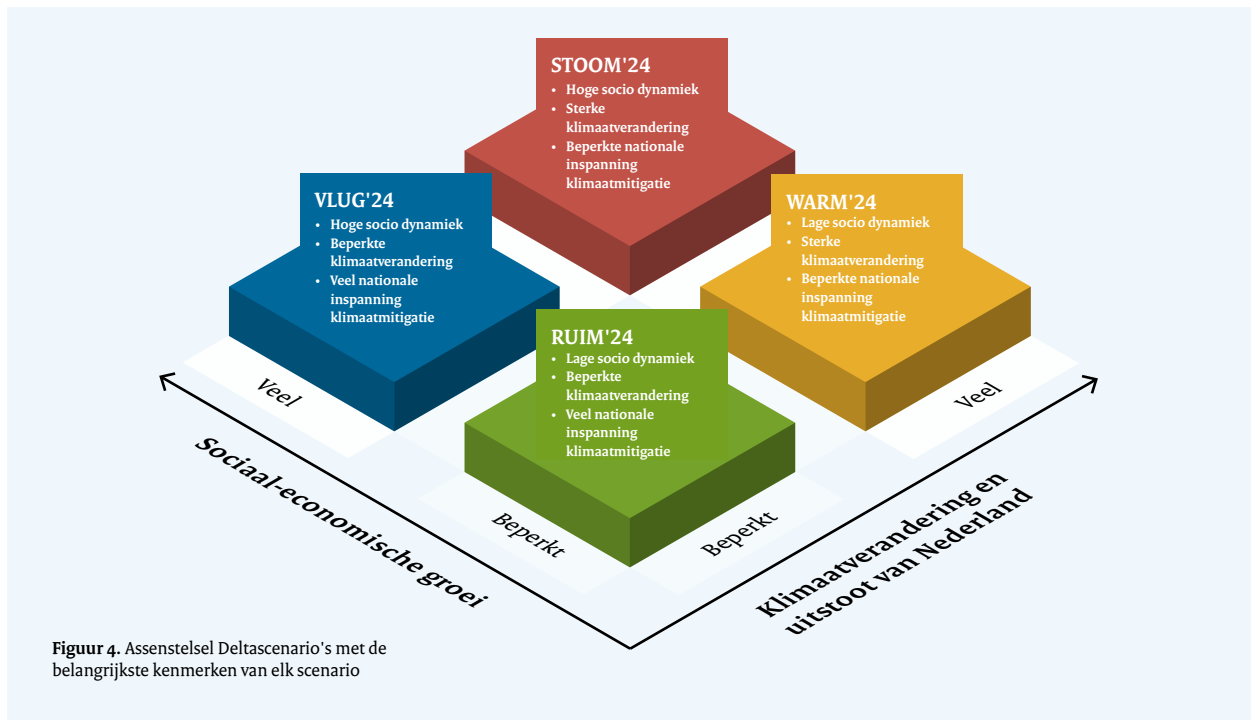 STOOM'24
• Hoge socio dynamiek
• Sterke
klimaatverandering
• Beperkte nationale
inspanning
klimaatmitigatie
VLUG'24
• Hoge socio dynamiek
• Beperkte
klimaatverandering
• Veel nationale
inspanning
klimaatmitigatie
WARM'24
• Lage socio dynamiek
• Sterke
klimaatverandering
• Beperkte nationale
inspanning
klimaatmitigatie
RUIM'24
• Lage socio dynamiek
• Beperkte
klimaatverandering
• Veel nationale
inspanning
klimaatmitigatie
Veel
Beperkt
Sociaal-economische groei
Beperkt
Veel
Klimaatverandering en
uitstoot van Nederland
Figuur 4. Assenstelsel Deltascenario's met de
belangrijkste kenmerken van elk scenario